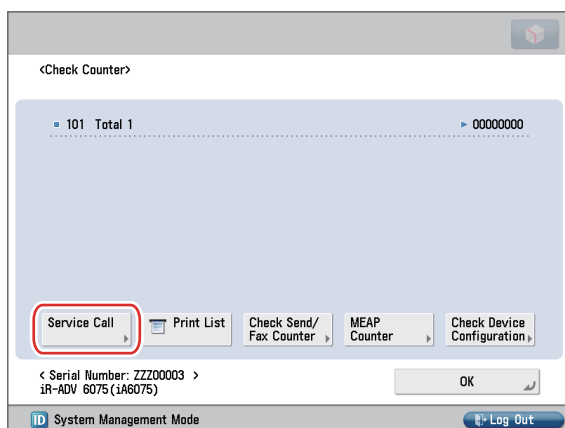 <Check Counter>
101 Total 1 00000000
Service Call
Print List
Check Send/
Fax Counter
MEAP
Counter
Check Device
Configuration
< Serial Number: ZZZ00003 >
iR-ADV 6075(iA6075)
OK
ID System Management Mode
Log Out